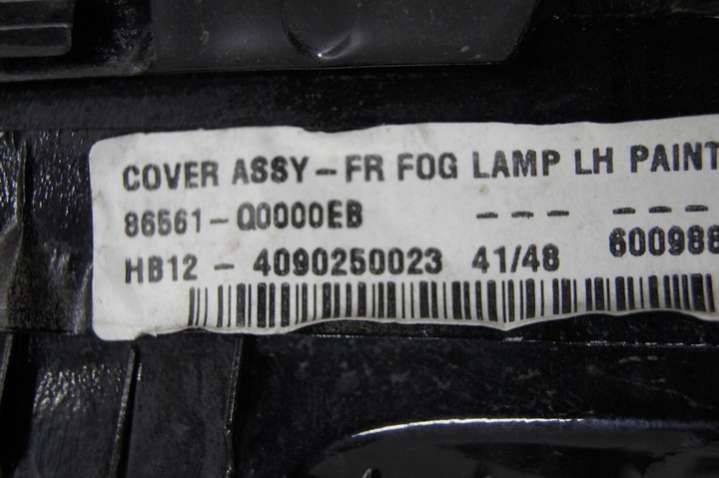 COVER ASSY-FR FOG LAMP LH PAINT
86561-Q0000EB --- ---
HB12 - 4090250023 41/48 600988